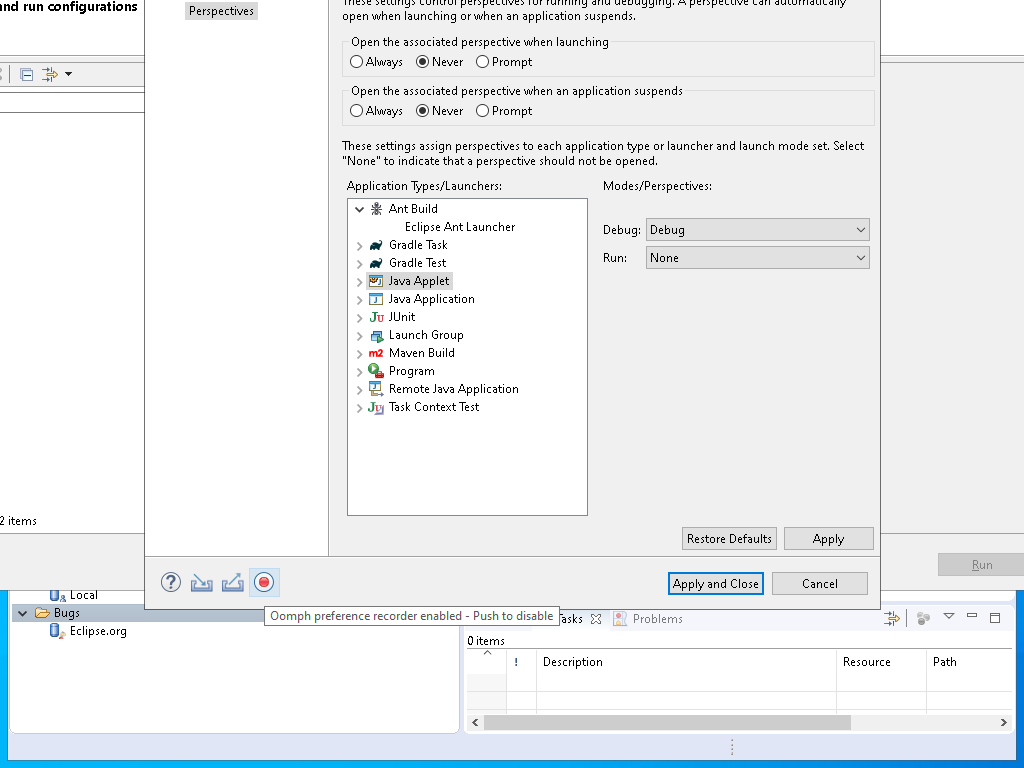 and run configurations
Perspectives
These settings control perspectives for running and debugging. A perspective can automatically
open when launching or when an application suspends.
Open the associated perspective when launching
Always
Never
Prompt
Open the associated perspective when an application suspends
Always
Never
Prompt
These settings assign perspectives to each application type or launcher and launch mode set. Select
"None" to indicate that a perspective should not be opened.
Application Types/Launchers:
Modes/Perspectives:
Ant Build
Eclipse Ant Launcher
Gradle Task
Gradle Test
Java Applet
Java Application
JUnit
Launch Group
Maven Build
Program
Remote Java Application
Task Context Test
Debug: Debug
Run: None
2 items
Restore Defaults
Apply
Run
Apply and Close
Cancel
Local
Bugs
Eclipse.org
Oomph preference recorder enabled - Push to disable
Tasks
Problems
0 items
! Description Resource Path